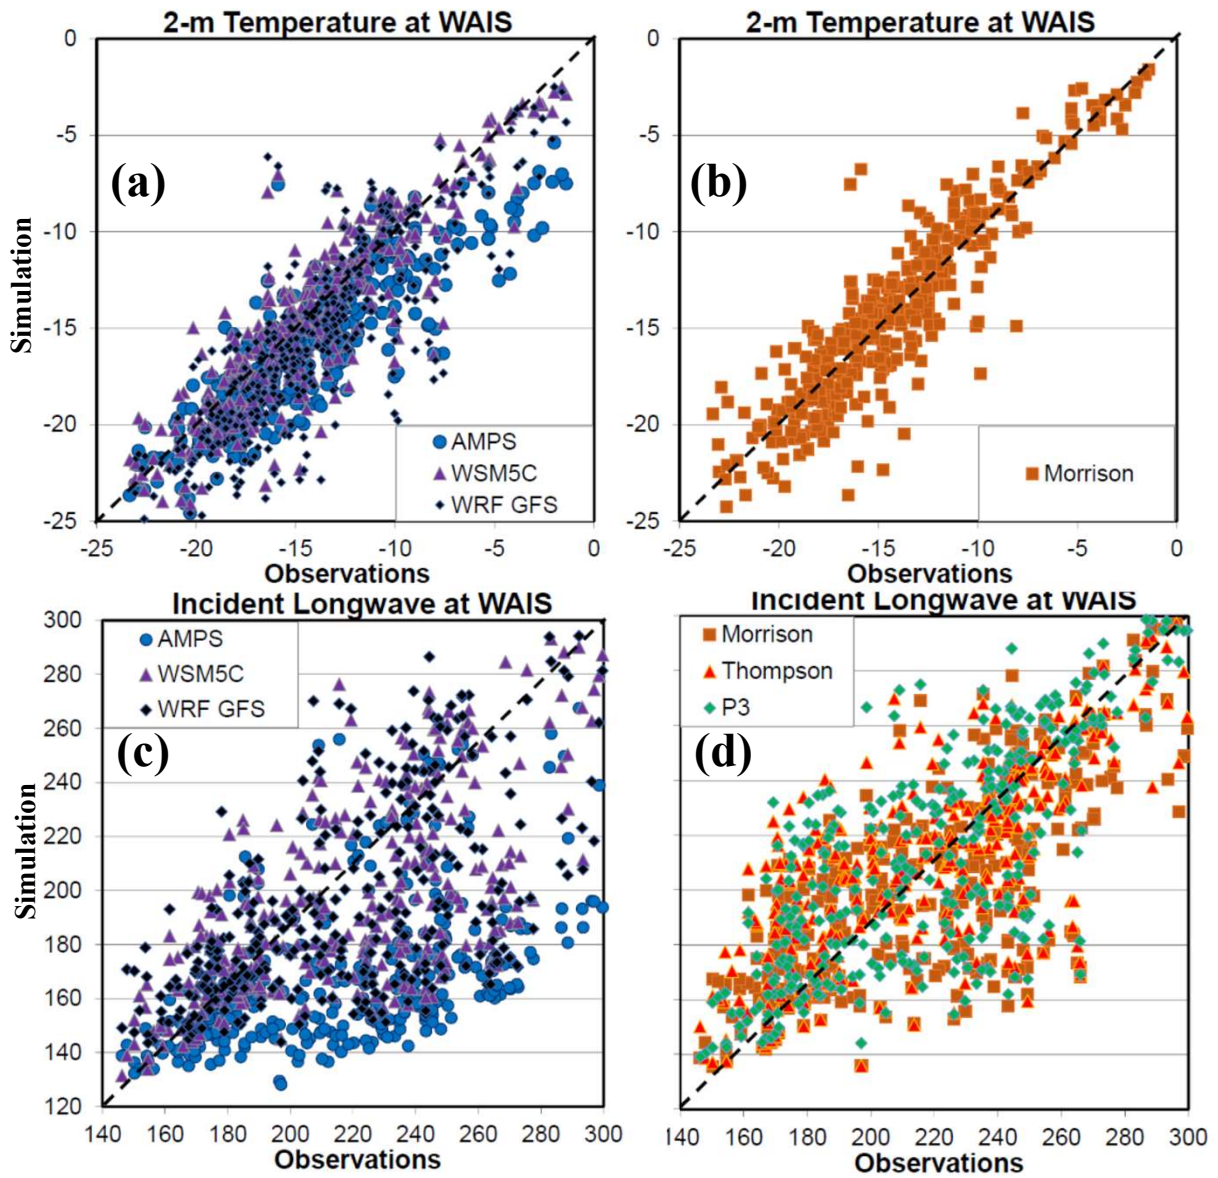 2-m Temperature at WAIS
0
-5
-10
-15
-20
-25
(a)
Simulation
AMPS
WSM5C
WRF GFS
-25 -20 -15 -10 -5 0
Observations
2-m Temperature at WAIS
0
-5
-10
-15
-20
-25
(b)
Morrison
-25 -20 -15 -10 -5 0
Observations
Incident Longwave at WAIS
300
280
260
240
220
200
180
160
140
120
AMPS
WSM5C
WRF GFS
(c)
Simulation
140 160 180 200 220 240 260 280 300
Observations
Incident Longwave at WAIS
Morrison
Thompson
P3
(d)
140 160 180 200 220 240 260 280 300
Observations